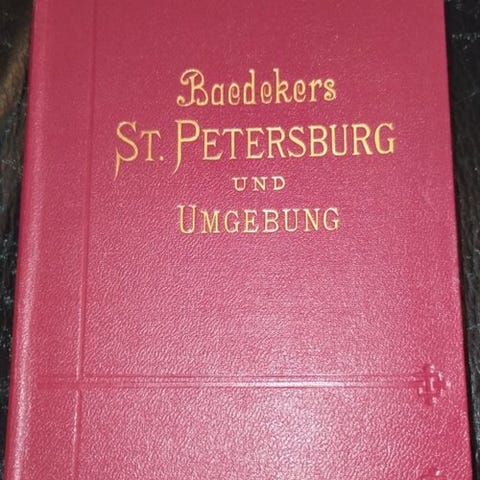 Baedekers
ST. PETERSBURG
UND
UMGEBUNG